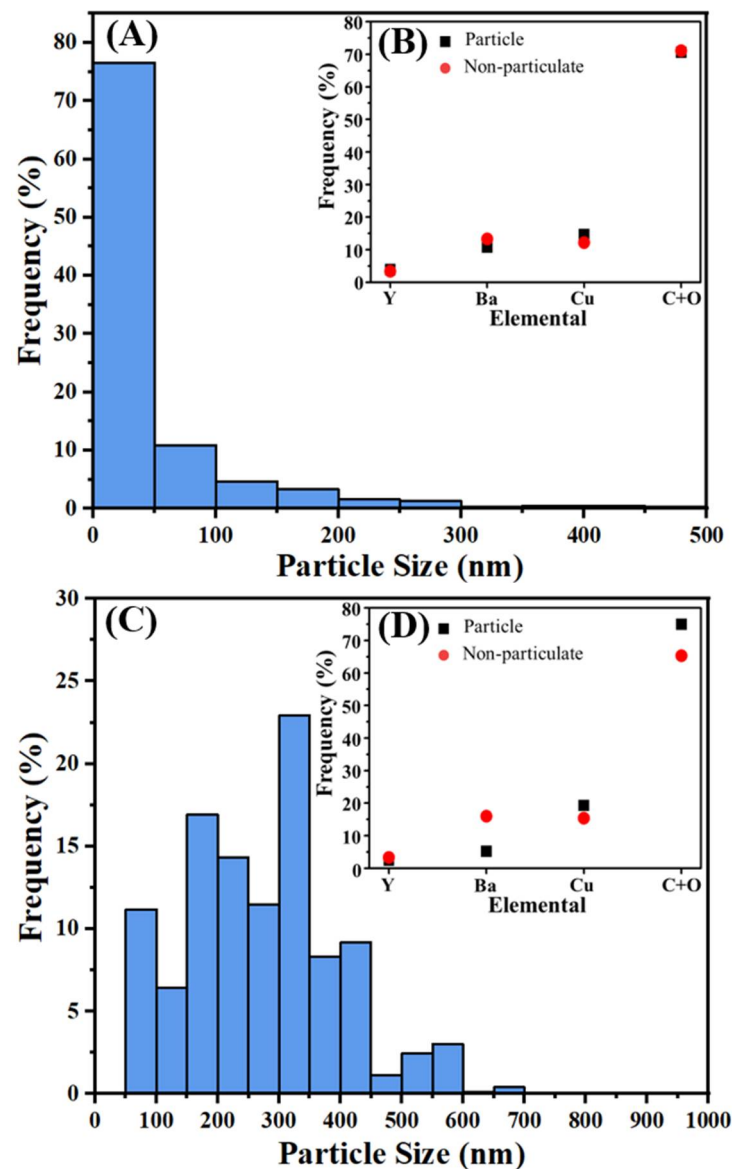 (A)
Frequency (%)
80
70
60
50
40
30
20
10
0
0 100 200 300 400 500
Particle Size (nm)
(B)
Particle
Non-particulate
Frequency (%)
80
70
60
50
40
30
20
10
0
Y Ba Cu C+O
Elemental
(C)
Frequency (%)
30
25
20
15
10
5
0
0 100 200 300 400 500 600 700 800 900 1000
Particle Size (nm)
(D)
Particle
Non-particulate
Frequency (%)
80
70
60
50
40
30
20
10
0
Y Ba Cu C+O
Elemental